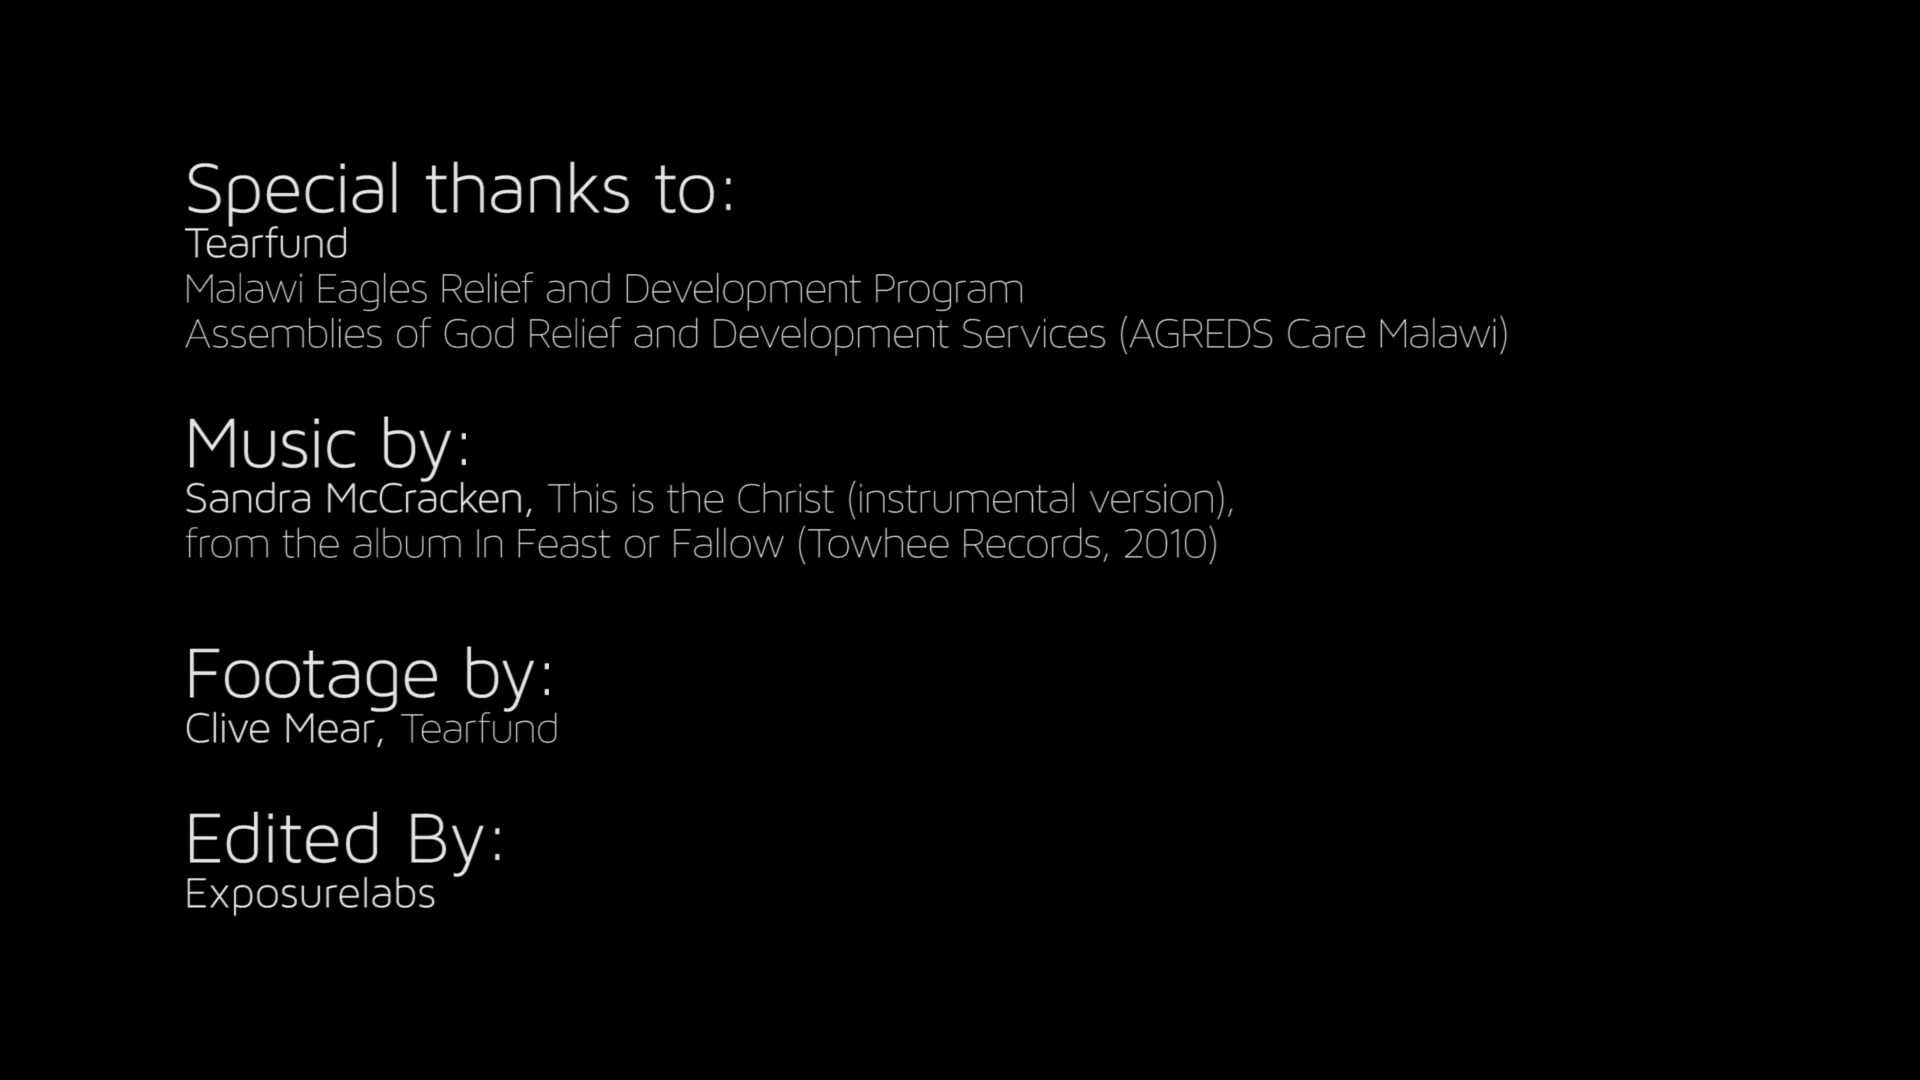 Special thanks to:
Tearfund
Malawi Eagles Relief and Development Program
Assemblies of God Relief and Development Services (AGREDS Care Malawi)
Music by:
Sandra McCracken, This is the Christ (instrumental version),
from the album In Feast or Fallow (Towhee Records, 2010)
Footage by:
Clive Mear, Tearfund
Edited By:
Exposurelabs